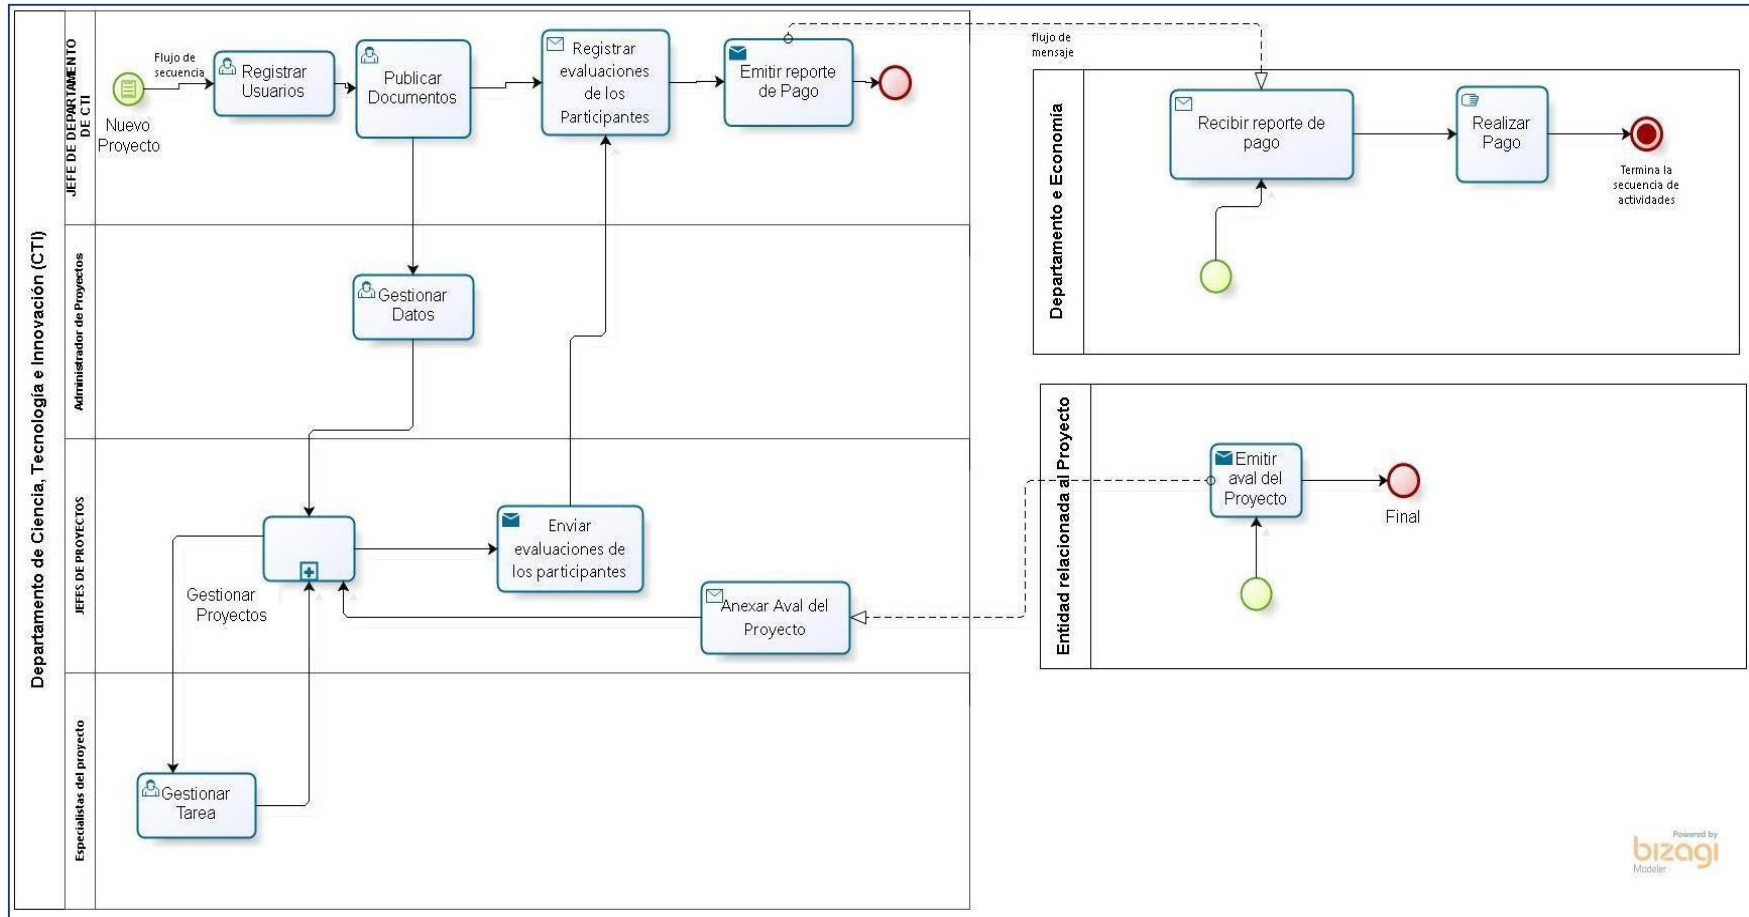 Departamento de Ciencia, Tecnología e Innovación (CTI)
JEFE DE DEPARTAMENTO
DE CTI
Nuevo
Proyecto
Flujo de
secuencia
Registrar
Usuarios
Publicar
Documentos
Registrar
evaluaciones
de los
Participantes
Emitir reporte
de Pago
Administrador de Proyectos
Gestionar
Datos
JEFES DE PROYECTOS
Gestionar
Proyectos
Enviar
evaluaciones de
los participantes
Anexar Aval del
Proyecto
Especialistas del proyecto
Gestionar
Tarea
flujo de
mensaje
Departamento e Economía
Recibir reporte de
pago
Realizar
Pago
Termina la
secuencia de
actividades
Entidad relacionada al Proyecto
Emitir
aval del
Proyecto
Final
Powered by
bizagi
Modeler